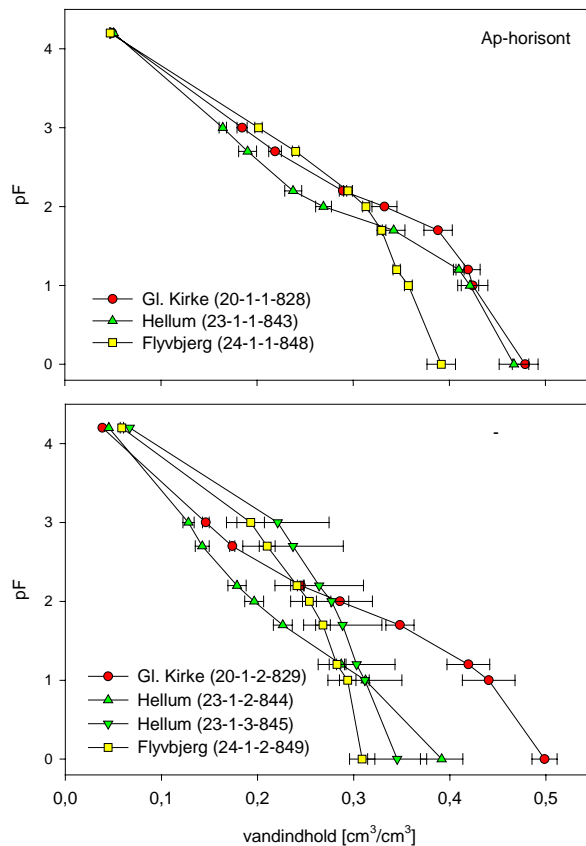 Ap-horisont
4
3
2
1
0
pF
Gl. Kirke (20-1-1-828)
Hellum (23-1-1-843)
Flyvbjerg (24-1-1-848)
-
4
3
2
1
0
pF
Gl. Kirke (20-1-2-829)
Hellum (23-1-2-844)
Hellum (23-1-3-845)
Flyvbjerg (24-1-2-849)
0,0 0,1 0,2 0,3 0,4 0,5
vandindhold [cm³/cm³]